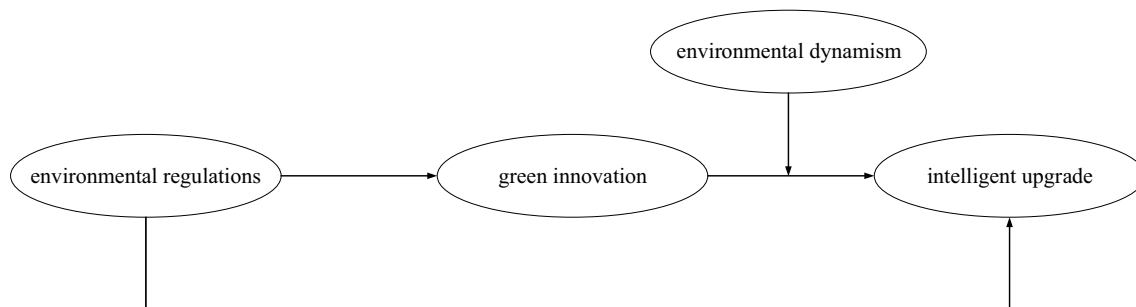 environmental dynamism
environmental regulations
green innovation
intelligent upgrade